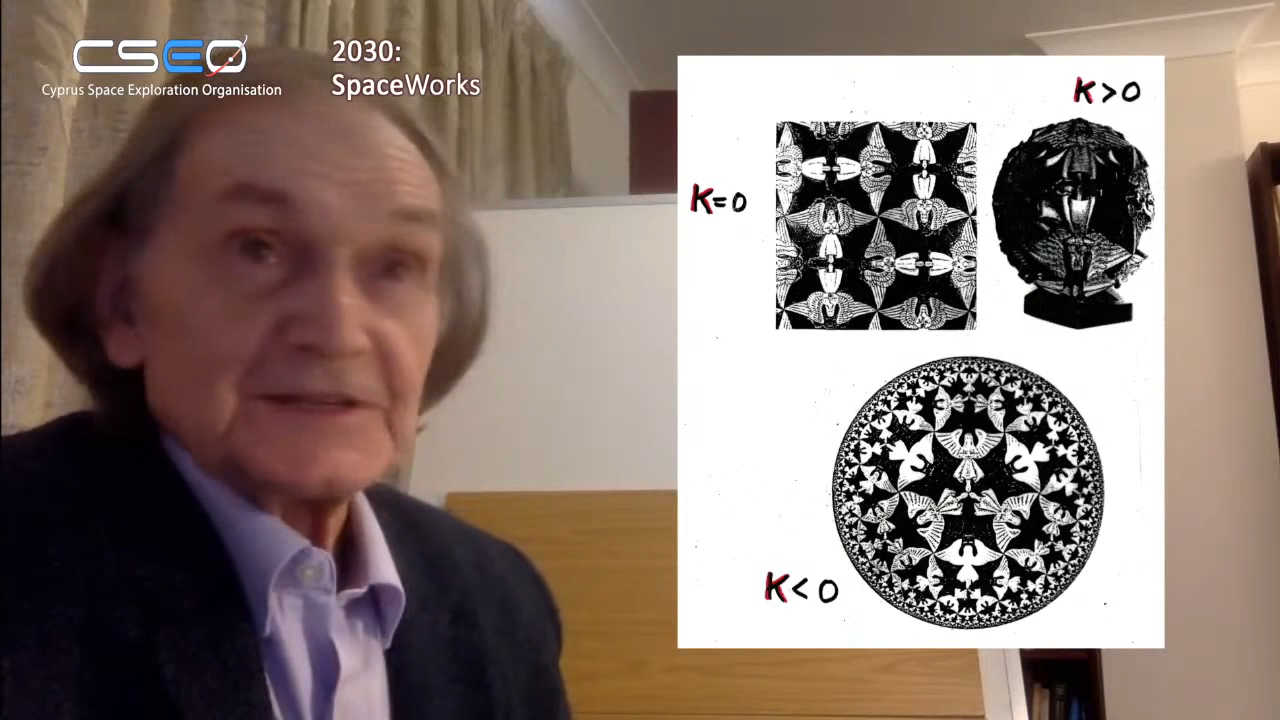 CSEO
Cyprus Space Exploration Organisation
2030:
SpaceWorks
K>0
K=0
K<0